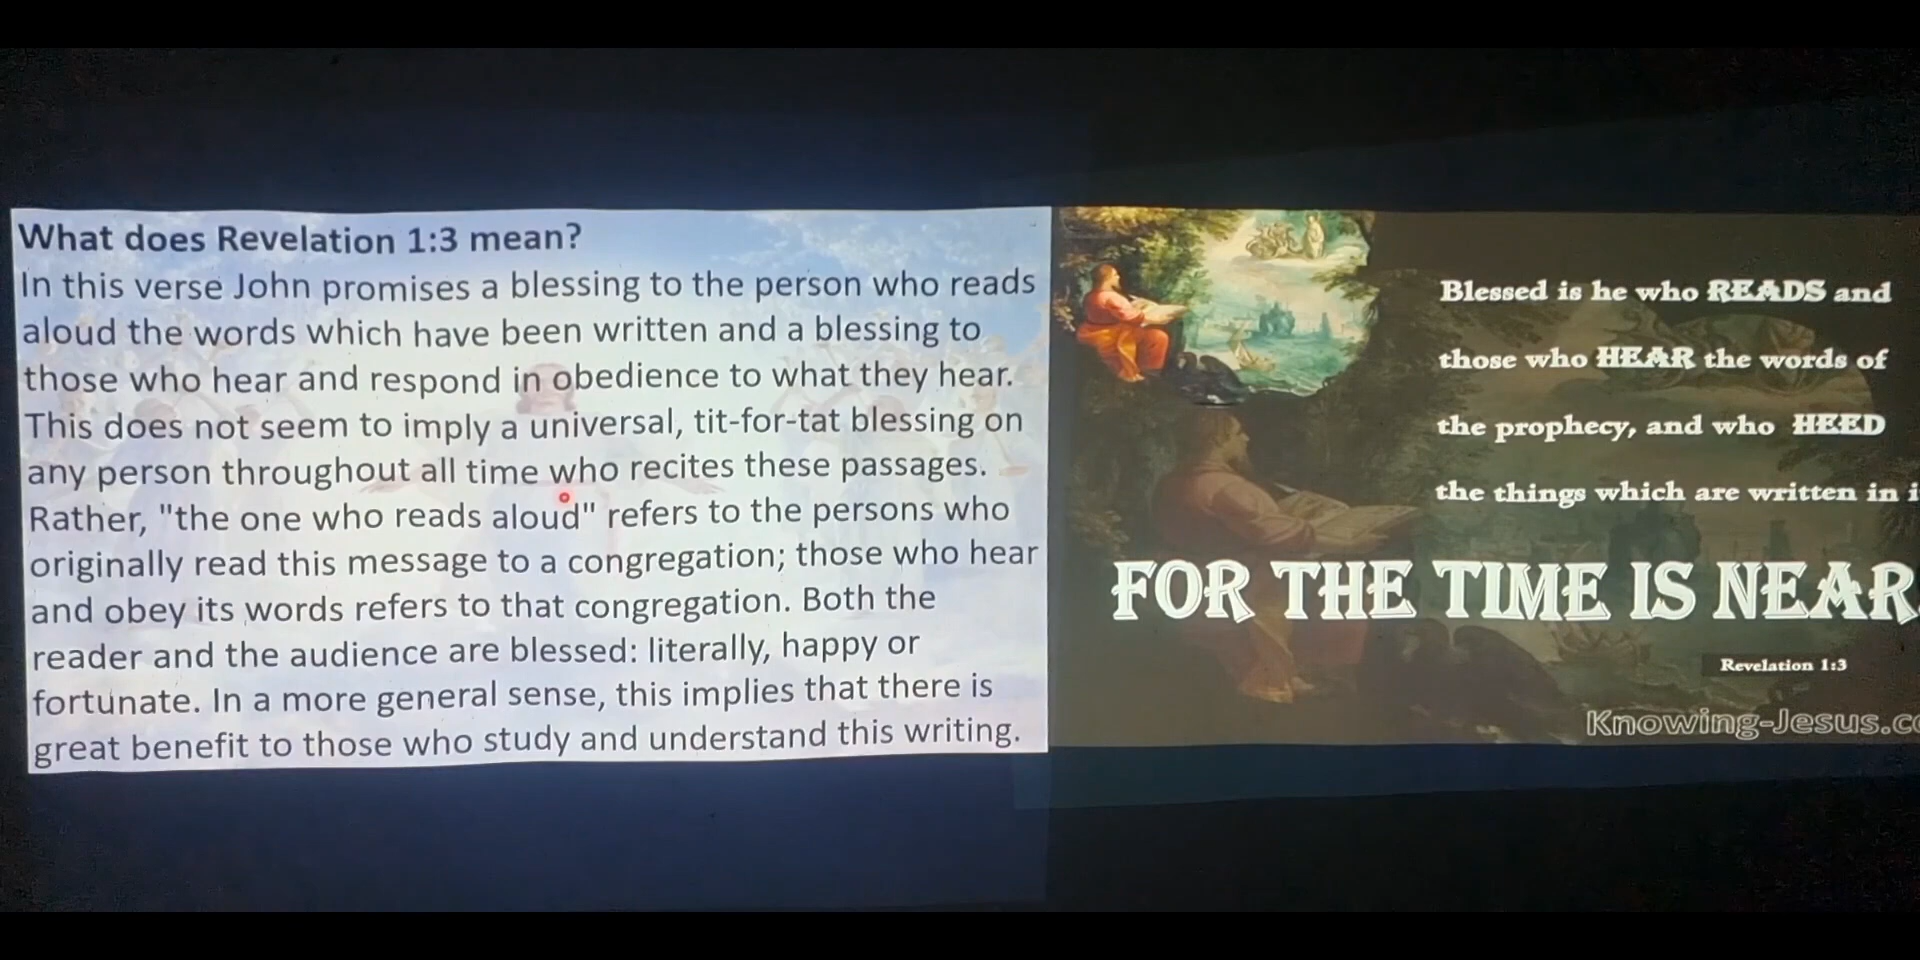 What does Revelation 1:3 mean?
In this verse John promises a blessing to the person who reads
aloud the words which have been written and a blessing to
those who hear and respond in obedience to what they hear.
This does not seem to imply a universal, tit-for-tat blessing on
any person throughout all time who recites these passages.
Rather, "the one who reads aloud" refers to the persons who
originally read this message to a congregation; those who hear
and obey its words refers to that congregation. Both the
reader and the audience are blessed: literally, happy or
fortunate. In a more general sense, this implies that there is
great benefit to those who study and understand this writing.
Blessed is he who READS and
those who HEAR the words of
the prophecy, and who HEED
the things which are written in
FOR THE TIME IS NEAR
Revelation 1:3
Knowing-Jesus.c